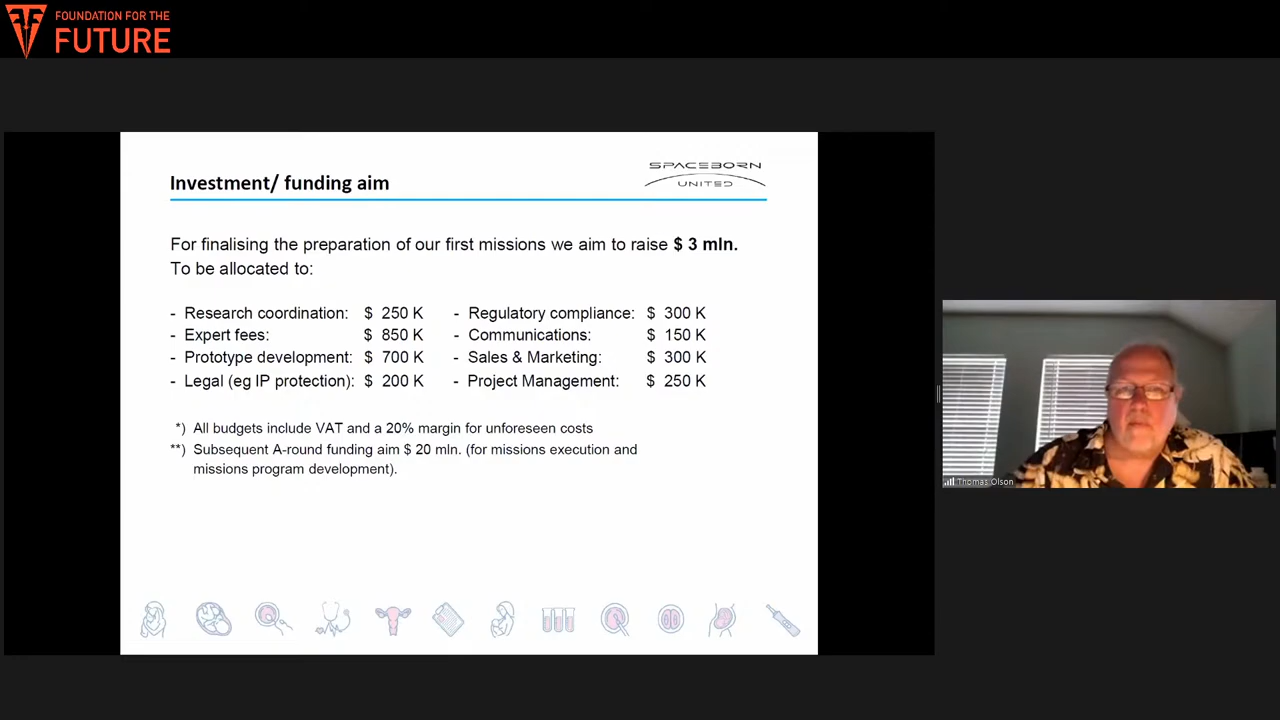 FOUNDATION FOR THE
FUTURE
SPACEBORN
UNITED
Investment/ funding aim
For finalising the preparation of our first missions we aim to raise $ 3 mln.
To be allocated to:
- Research coordination: $ 250 K
- Expert fees: $ 850 K
- Prototype development: $ 700 K
- Legal (eg IP protection): $ 200 K
- Regulatory compliance: $ 300 K
- Communications: $ 150 K
- Sales & Marketing: $ 300 K
- Project Management: $ 250 K
*) All budgets include VAT and a 20% margin for unforeseen costs
**) Subsequent A-round funding aim $ 20 mln. (for missions execution and
missions program development).
Thomas Olson